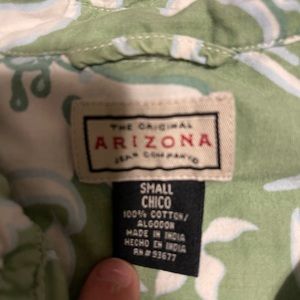 THE ORIGINAL
ARIZONA
JEAN COMPANY®
SMALL
CHICO
100% COTTON/
ALGODON
MADE IN INDIA
HECHO EN INDIA
RN# 93677